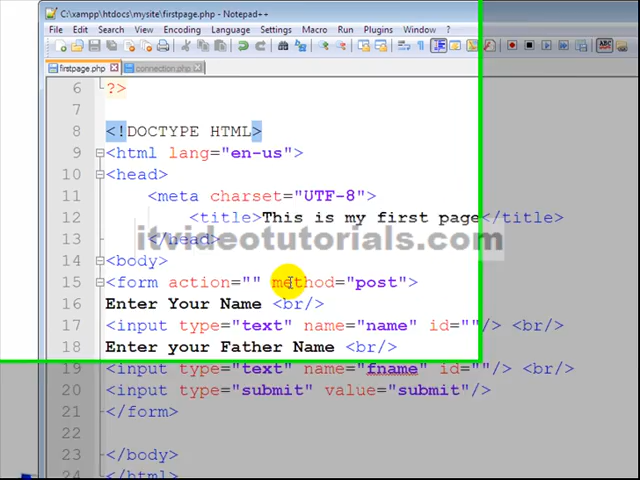 C:\xampp\htdocs\mysite\firstpage.php - Notepad++
File Edit Search View Encoding Language Settings Macro Run Plugins Window ?
firstpage.php connection.php
6 ?>
7
8 <!DOCTYPE HTML>
9 <html lang="en-us">
10 <head>
11 <meta charset="UTF-8">
12 <title>This is my first page</title>
13 </head>
itvideotutorials.com
14 <body>
15 <form action="" method="post">
16 Enter Your Name <br/>
17 <input type="text" name="name" id=""/> <br/>
18 Enter your Father Name <br/>
19 <input type="text" name="fname" id=""/> <br/>
20 <input type="submit" value="submit"/>
21 </form>
22
23 </body>
24 </html>